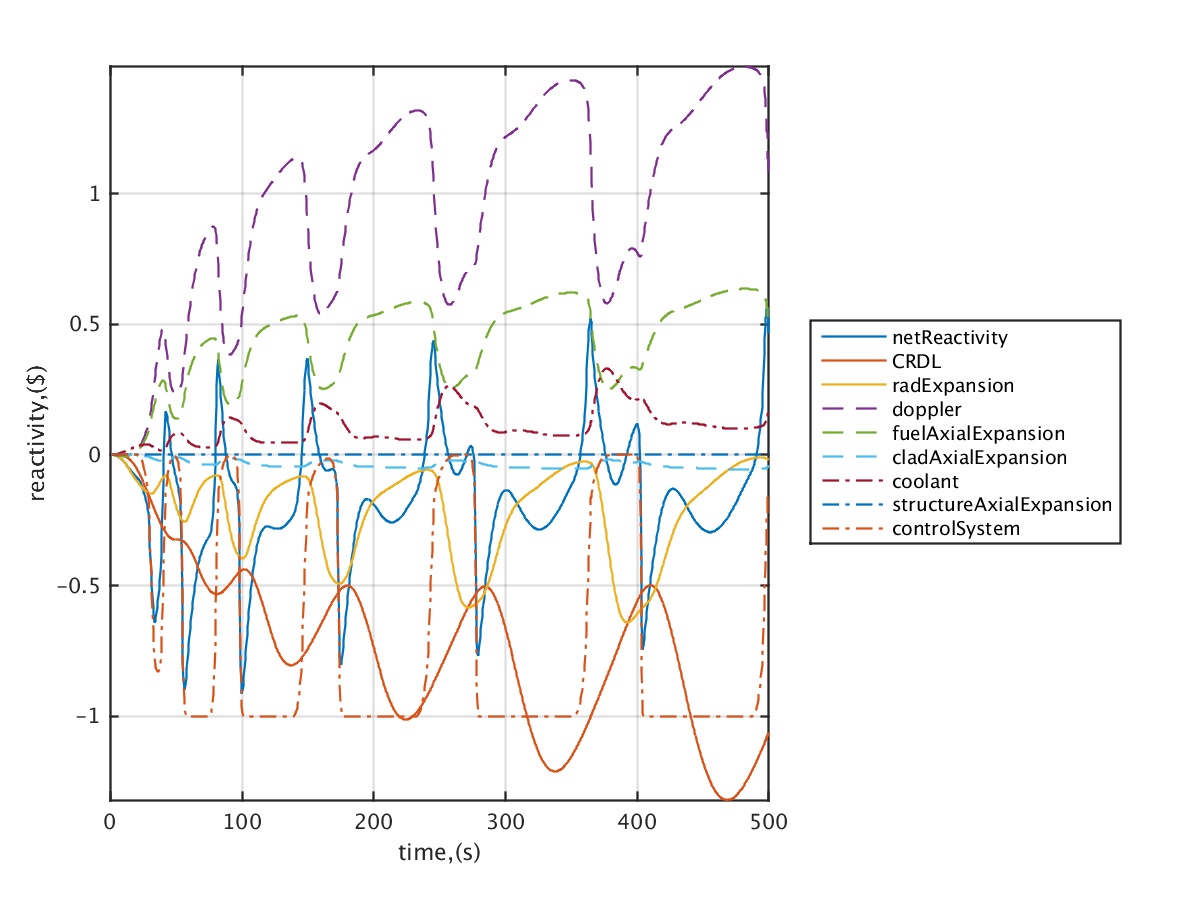 1
0.5
0
−0.5
−1
reactivity,($)
0
100
200
300
400
500
time,(s)
netReactivity
CRDL
radExpansion
doppler
fuelAxialExpansion
cladAxialExpansion
coolant
structureAxialExpansion
controlSystem